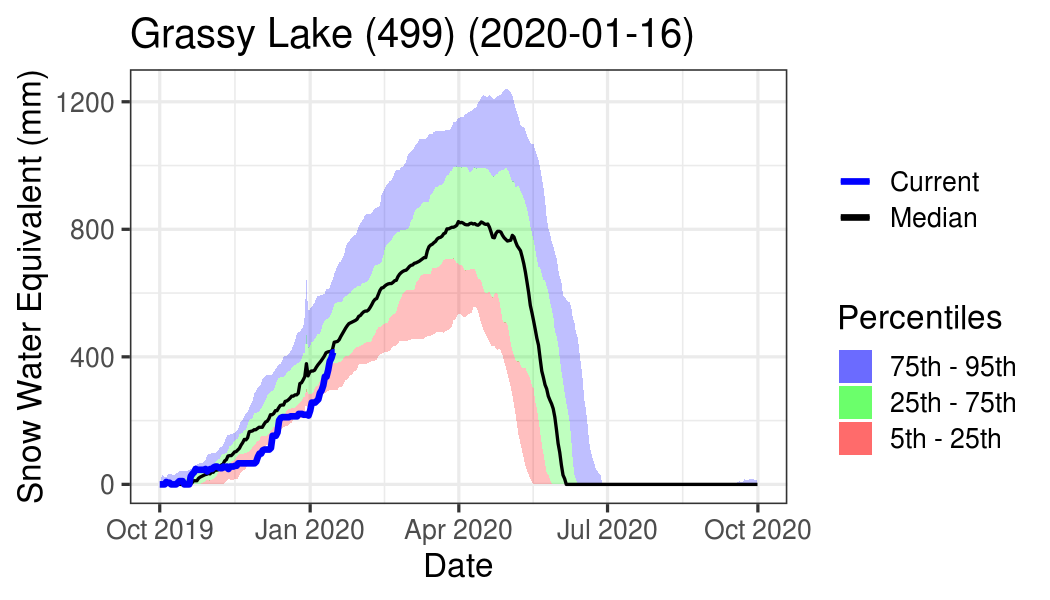 Grassy Lake (499) (2020-01-16)
Snow Water Equivalent (mm)
1200
800
400
0
Oct 2019
Jan 2020
Apr 2020
Jul 2020
Oct 2020
Date
Current
Median
Percentiles
75th - 95th
25th - 75th
5th - 25th